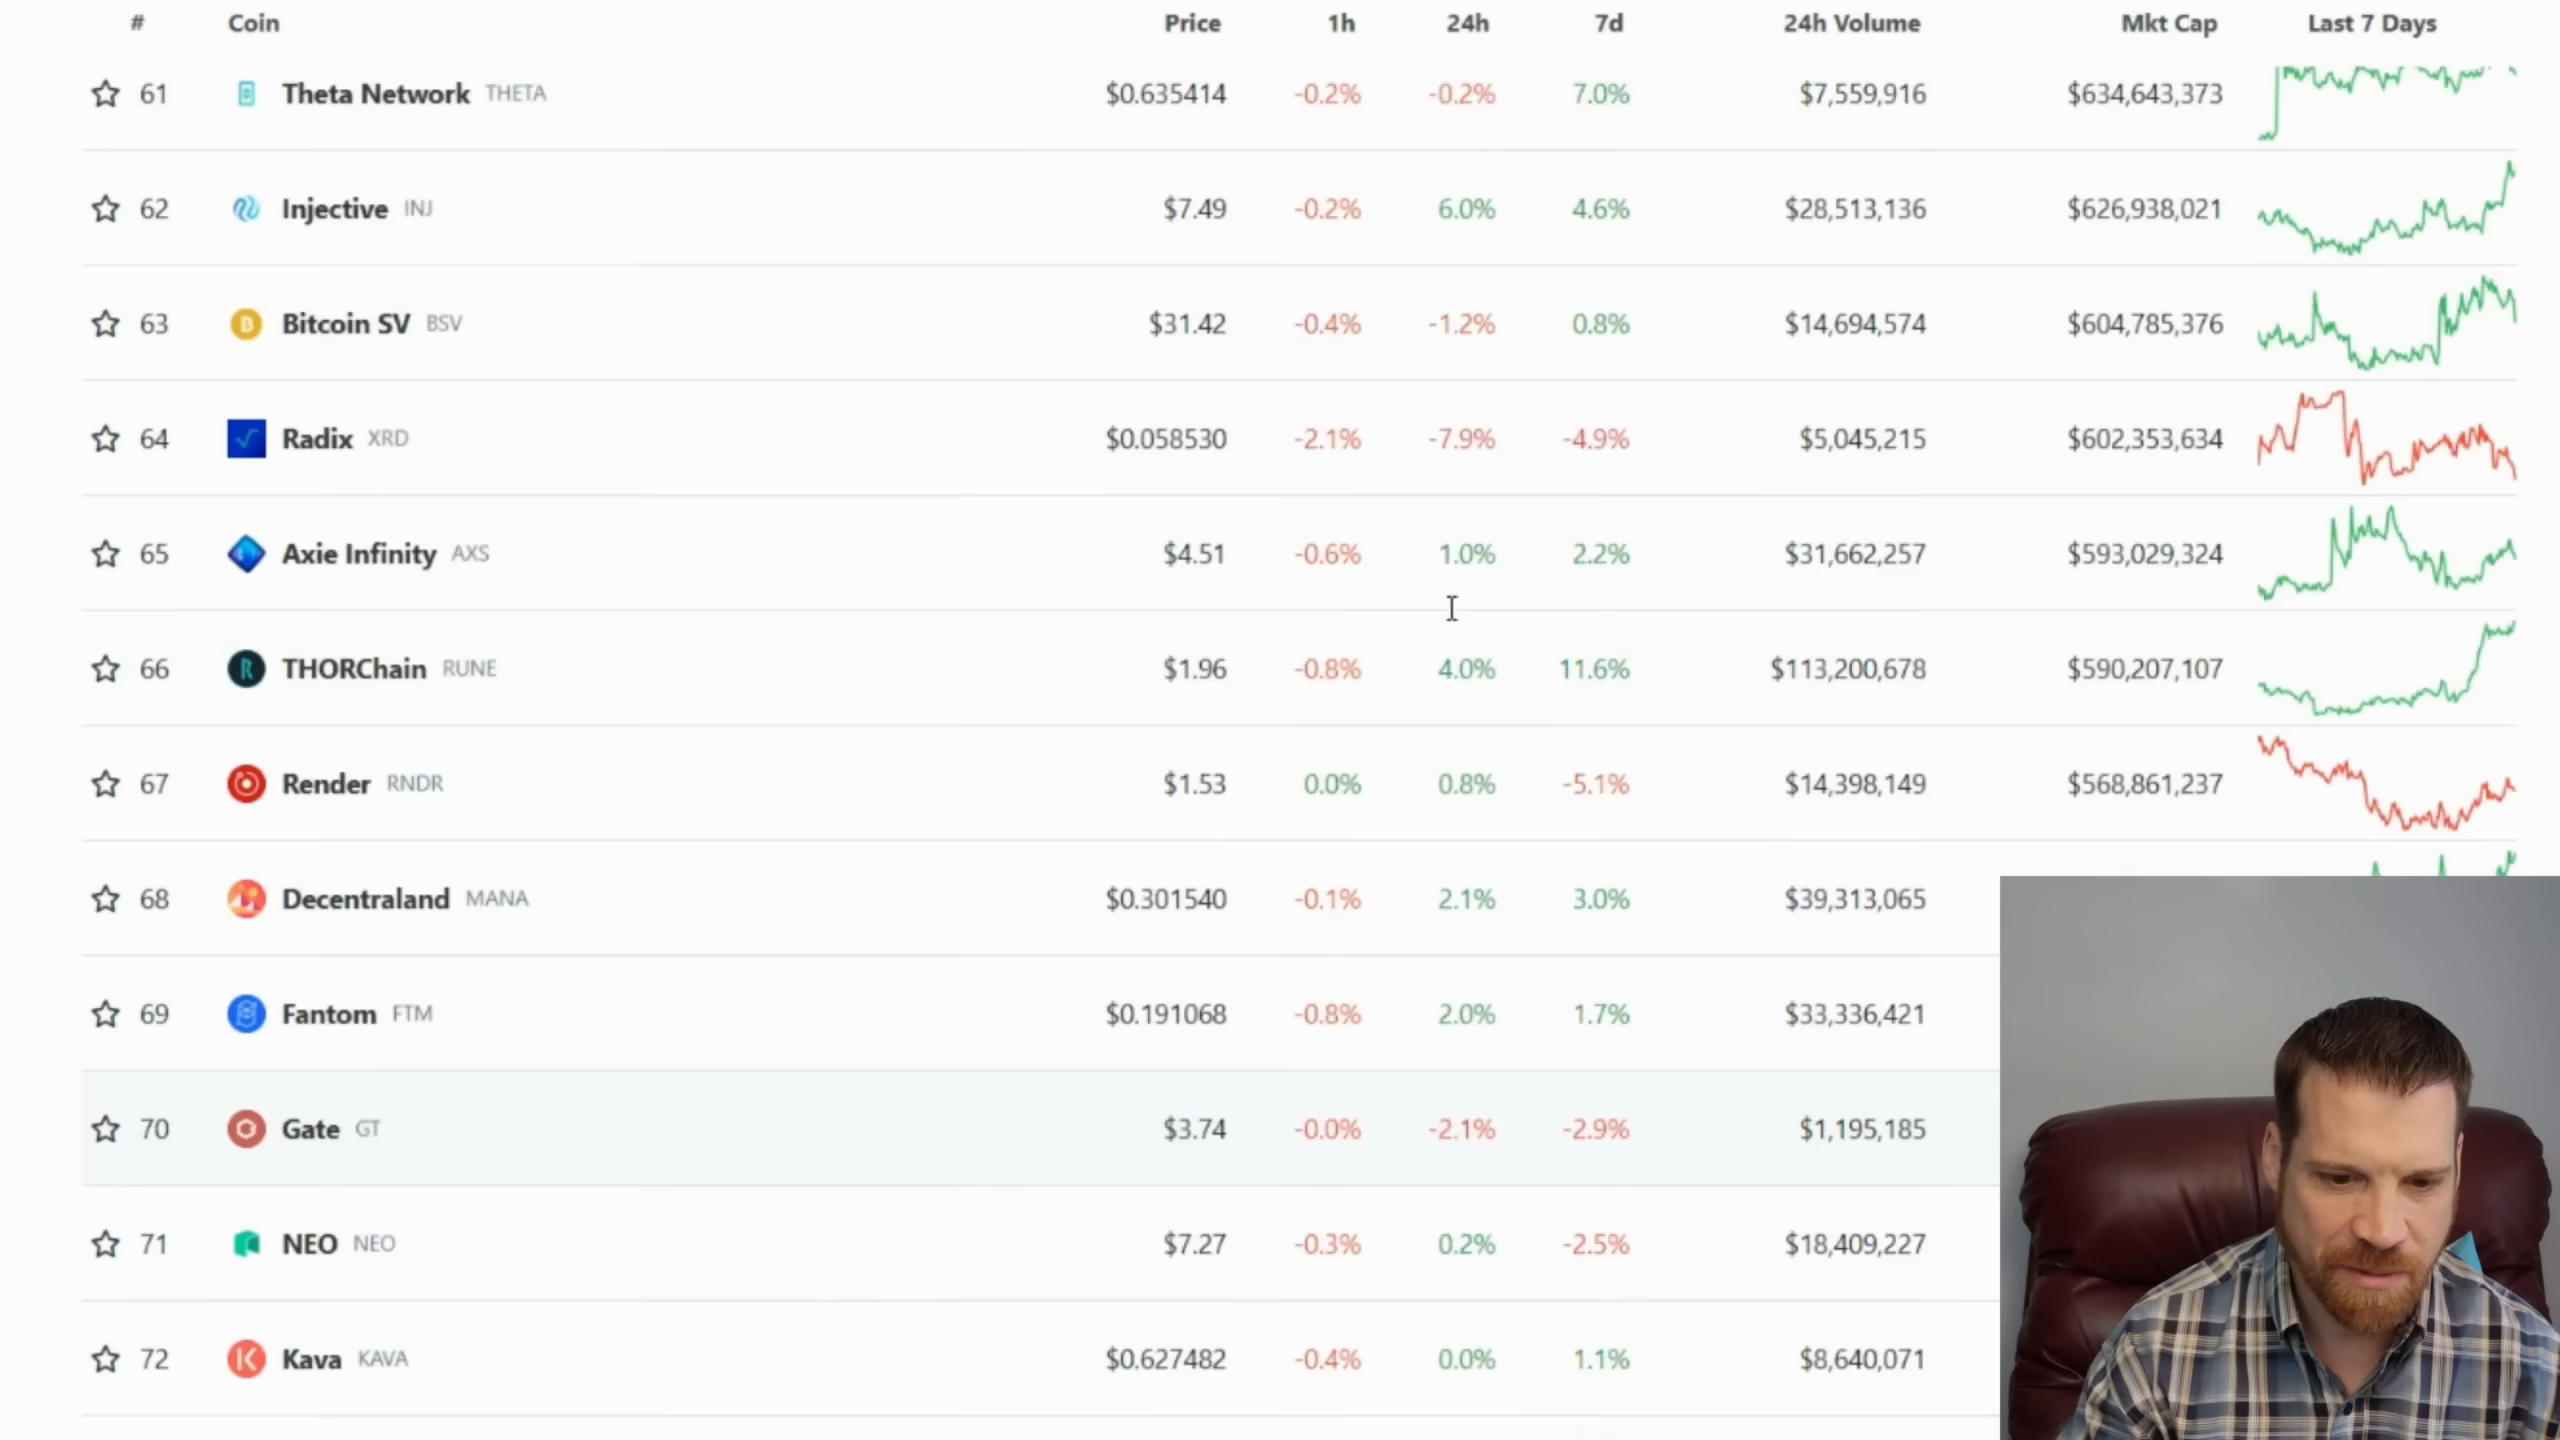 # Coin Price 1h 24h 7d 24h Volume Mkt Cap Last 7 Days
61 Theta Network THETA $0.635414 -0.2% -0.2% 7.0% $7,559,916 $634,643,373
62 Injective INJ $7.49 -0.2% 6.0% 4.6% $28,513,136 $626,938,021
63 Bitcoin SV BSV $31.42 -0.4% -1.2% 0.8% $14,694,574 $604,785,376
64 Radix XRD $0.058530 -2.1% -7.9% -4.9% $5,045,215 $602,353,634
65 Axie Infinity AXS $4.51 -0.6% 1.0% 2.2% $31,662,257 $593,029,324
66 THORChain RUNE $1.96 -0.8% 4.0% 11.6% $113,200,678 $590,207,107
67 Render RNDR $1.53 0.0% 0.8% -5.1% $14,398,149 $568,861,237
68 Decentraland MANA $0.301540 -0.1% 2.1% 3.0% $39,313,065
69 Fantom FTM $0.191068 -0.8% 2.0% 1.7% $33,336,421
70 Gate GT $3.74 -0.0% -2.1% -2.9% $1,195,185
71 NEO NEO $7.27 -0.3% 0.2% -2.5% $18,409,227
72 Kava KAVA $0.627482 -0.4% 0.0% 1.1% $8,640,071